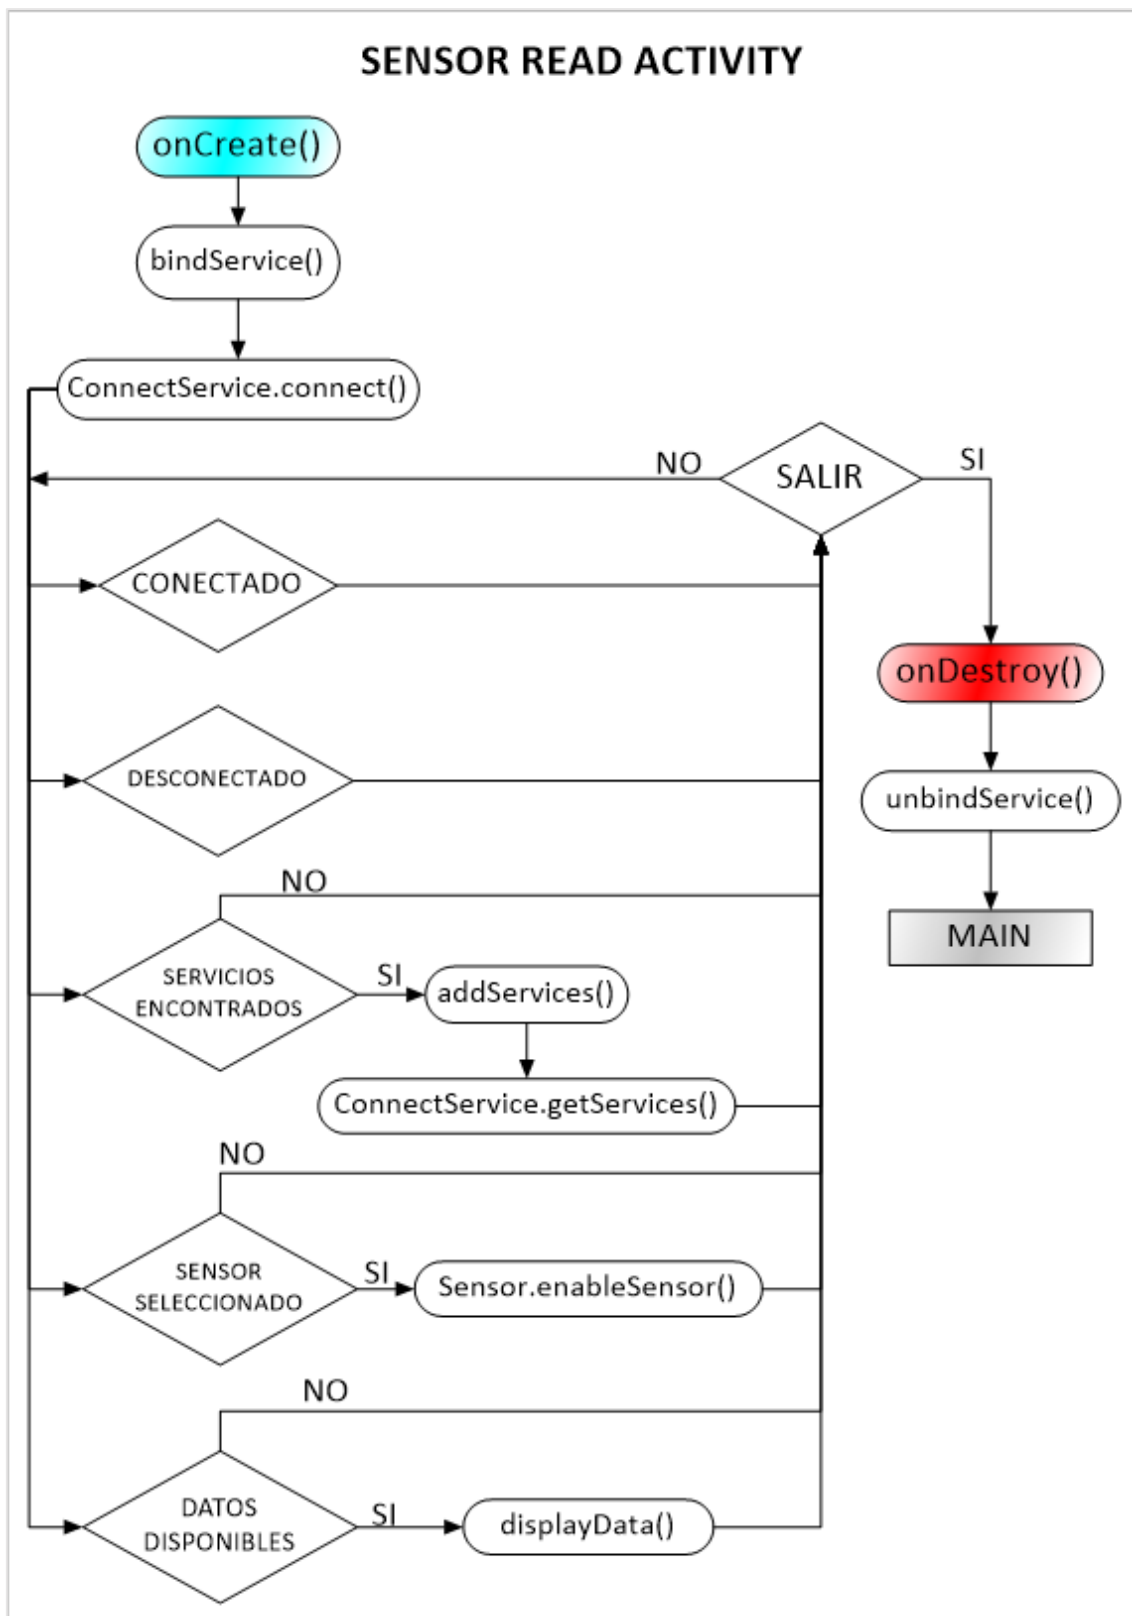 SENSOR READ ACTIVITY
onCreate()
bindService()
ConnectService.connect()
NO
SALIR
SI
CONECTADO
onDestroy()
DESCONECTADO
unbindService()
NO
MAIN
SERVICIOS
ENCONTRADOS
SI
addServices()
ConnectService.getServices()
NO
SENSOR
SELECCIONADO
SI
Sensor.enableSensor()
NO
DATOS
DISPONIBLES
SI
displayData()